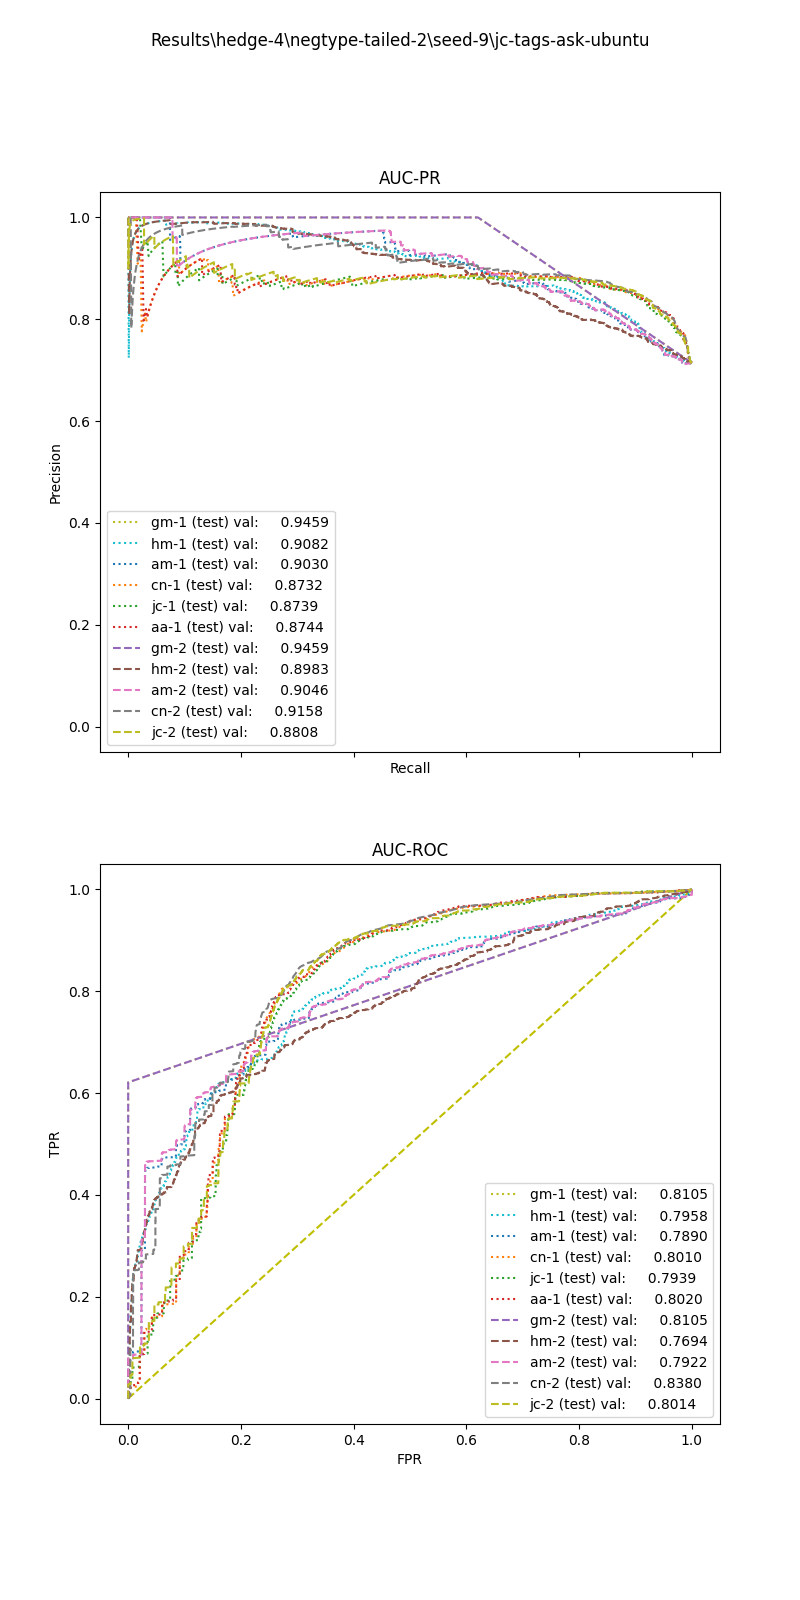 Results\hedge-4\negtype-tailed-2\seed-9\jc-tags-ask-ubuntu
AUC-PR
1.0
0.8
0.6
0.4
0.2
0.0
Precision
gm-1 (test) val: 0.9459
hm-1 (test) val: 0.9082
am-1 (test) val: 0.9030
cn-1 (test) val: 0.8732
jc-1 (test) val: 0.8739
aa-1 (test) val: 0.8744
gm-2 (test) val: 0.9459
hm-2 (test) val: 0.8983
am-2 (test) val: 0.9046
cn-2 (test) val: 0.9158
jc-2 (test) val: 0.8808
Recall
AUC-ROC
1.0
0.8
0.6
0.4
0.2
0.0
TPR
gm-1 (test) val: 0.8105
hm-1 (test) val: 0.7958
am-1 (test) val: 0.7890
cn-1 (test) val: 0.8010
jc-1 (test) val: 0.7939
aa-1 (test) val: 0.8020
gm-2 (test) val: 0.8105
hm-2 (test) val: 0.7694
am-2 (test) val: 0.7922
cn-2 (test) val: 0.8380
jc-2 (test) val: 0.8014
0.0 0.2 0.4 0.6 0.8 1.0
FPR